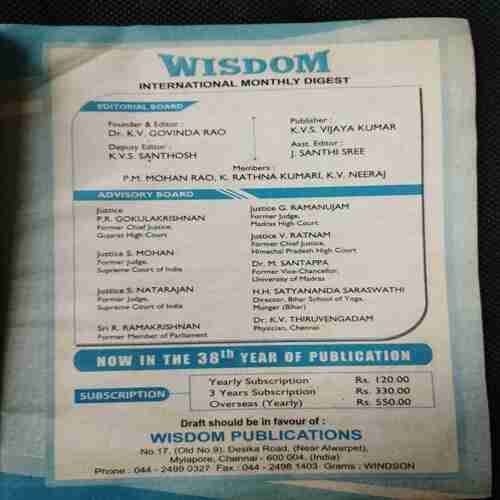 WISDOM
INTERNATIONAL MONTHLY DIGEST
EDITORIAL BOARD
Founder & Editor :
Dr. K.V. GOVINDA RAO
Publisher :
K.V.S. VIJAYA KUMAR
Deputy Editor :
K.V.S. SANTHOSH
Asst. Editor :
J. SANTHI SREE
Members :
P.M. MOHAN RAO, K. RATHNA KUMARI, K.V. NEERAJ
ADVISORY BOARD
Justice
P.R. GOKULAKRISHNAN
Former Chief Justice,
Gujarat High Court
Justice S. MOHAN
Former Judge,
Supreme Court of India
Justice S. NATARAJAN
Former Judge,
Supreme Court of India
Sri R. RAMAKRISHNAN
Former Member of Parliament
Justice G. RAMANUJAM
Former Judge,
Madras High Court
Justice V. RATNAM
Former Chief Justice,
Himachal Pradesh High Court
Dr. M. SANTAPPA
Former Vice-Chancellor,
University of Madras
H.H. SATYANANDA SARASWATHI
Director, Bihar School of Yoga,
Munger (Bihar)
Dr. K.V. THIRUVENGADAM
Physician, Chennai
NOW IN THE 38th YEAR OF PUBLICATION
SUBSCRIPTION
Yearly Subscription Rs. 120.00
3 Years Subscription Rs. 330.00
Overseas (Yearly) Rs. 550.00
Draft should be in favour of :
WISDOM PUBLICATIONS
No.17, (Old No.9), Desika Road, (Near Alwarpet),
Mylapore, Chennai - 600 004. (India)
Phone : 044 - 2499 0327 Fax : 044 - 2498 1403 Grams : WINDSON